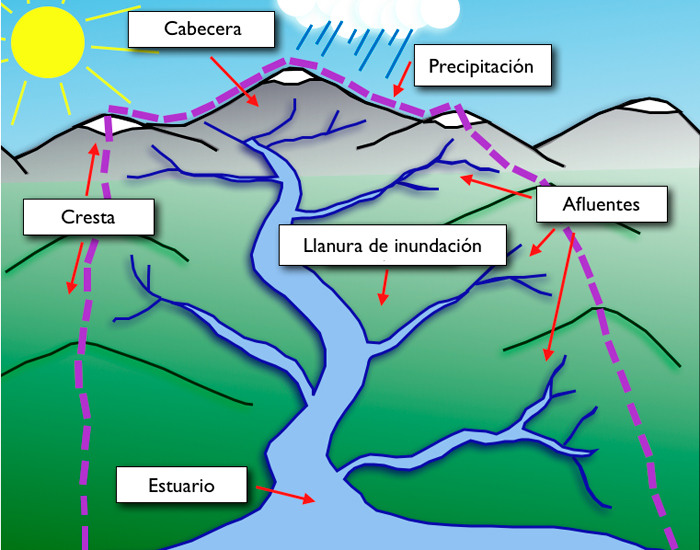 Cabecera
Precipitación
Cresta
Afluentes
Llanura de inundación
Estuario